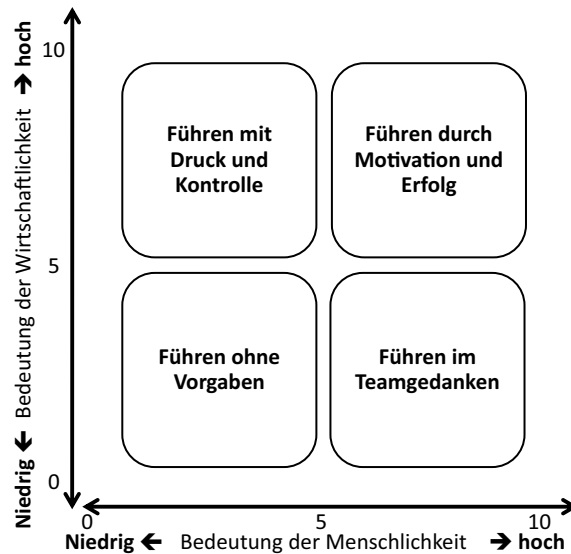 10
Führen mit
Druck und
Kontrolle
Führen durch
Motivation und
Erfolg
5
Führen ohne
Vorgaben
Führen im
Teamgedanken
0
Niedrig ← Bedeutung der Wirtschaftlichkeit → hoch
0 5 10
Niedrig ← Bedeutung der Menschlichkeit → hoch